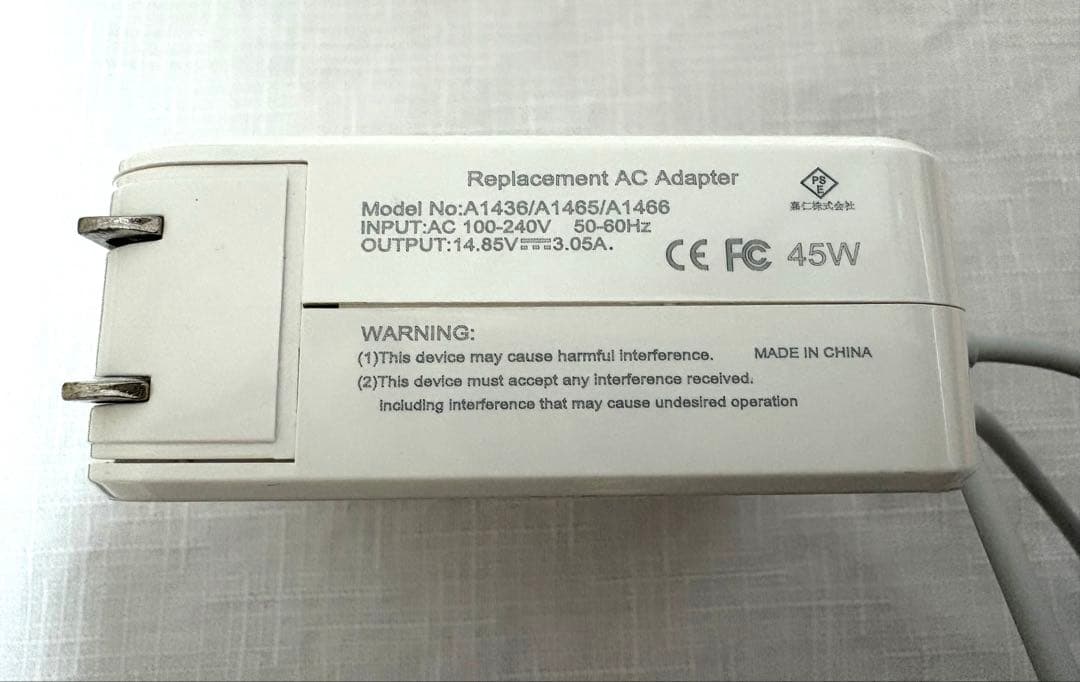 Replacement AC Adapter
PSE
嘉仁株式会社
Model No:A1436/A1465/A1466
INPUT:AC 100-240V 50-60Hz
OUTPUT:14.85V⎓3.05A.
CE FC 45W
WARNING:
(1)This device may cause harmful interference.
MADE IN CHINA
(2)This device must accept any interference received.
including interference that may cause undesired operation